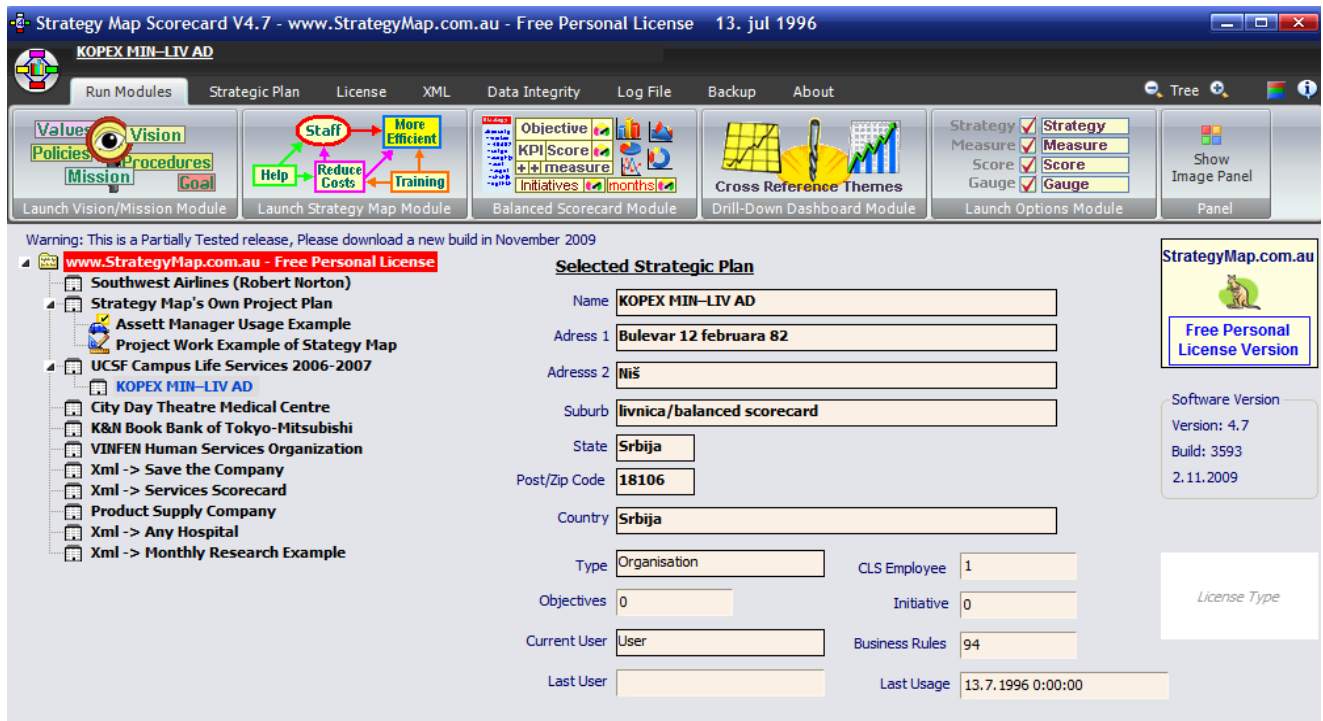 Strategy Map Scorecard V4.7 - www.StrategyMap.com.au - Free Personal License 13. jul 1996
KOPEX MIN–LIV AD
Run Modules Strategic Plan License XML Data Integrity Log File Backup About Tree
Values Vision Policies Procedures Mission Goal
Launch Vision/Mission Module
Staff More Efficient Help Reduce Costs Training
Launch Strategy Map Module
Strategy Objective
KPI Score
++ measure
Initiatives months
Balanced Scorecard Module
Cross Reference Themes
Drill-Down Dashboard Module
Strategy Strategy
Measure Measure
Score Score
Gauge Gauge
Launch Options Module
Show
Image Panel
Panel
Warning: This is a Partially Tested release, Please download a new build in November 2009
www.StrategyMap.com.au - Free Personal License
Southwest Airlines (Robert Norton)
Strategy Map's Own Project Plan
Assett Manager Usage Example
Project Work Example of Stategy Map
UCSF Campus Life Services 2006-2007
KOPEX MIN–LIV AD
City Day Theatre Medical Centre
K&N Book Bank of Tokyo-Mitsubishi
VINFEN Human Services Organization
Xml -> Save the Company
Xml -> Services Scorecard
Product Supply Company
Xml -> Any Hospital
Xml -> Monthly Research Example
Selected Strategic Plan
Name KOPEX MIN–LIV AD
Adress 1 Bulevar 12 februara 82
Adresss 2 Niš
Suburb livnica/balanced scorecard
State Srbija
Post/Zip Code 18106
Country Srbija
Type Organisation CLS Employee 1
Objectives 0 Initiative 0
Current User User Business Rules 94
Last User Last Usage 13.7.1996 0:00:00
StrategyMap.com.au
Free Personal
License Version
Software Version
Version: 4.7
Build: 3593
2.11.2009
License Type